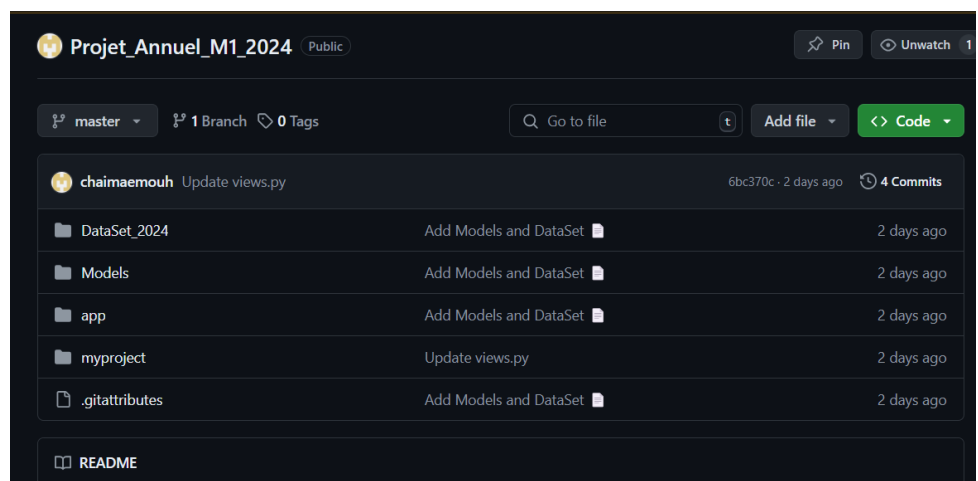 Projet_Annuel_M1_2024 Public Pin Unwatch 1
master 1 Branch 0 Tags Go to file t Add file <> Code
chaimaemouh Update views.py 6bc370c · 2 days ago 4 Commits
DataSet_2024 Add Models and DataSet 2 days ago
Models Add Models and DataSet 2 days ago
app Add Models and DataSet 2 days ago
myproject Update views.py 2 days ago
.gitattributes Add Models and DataSet 2 days ago
README